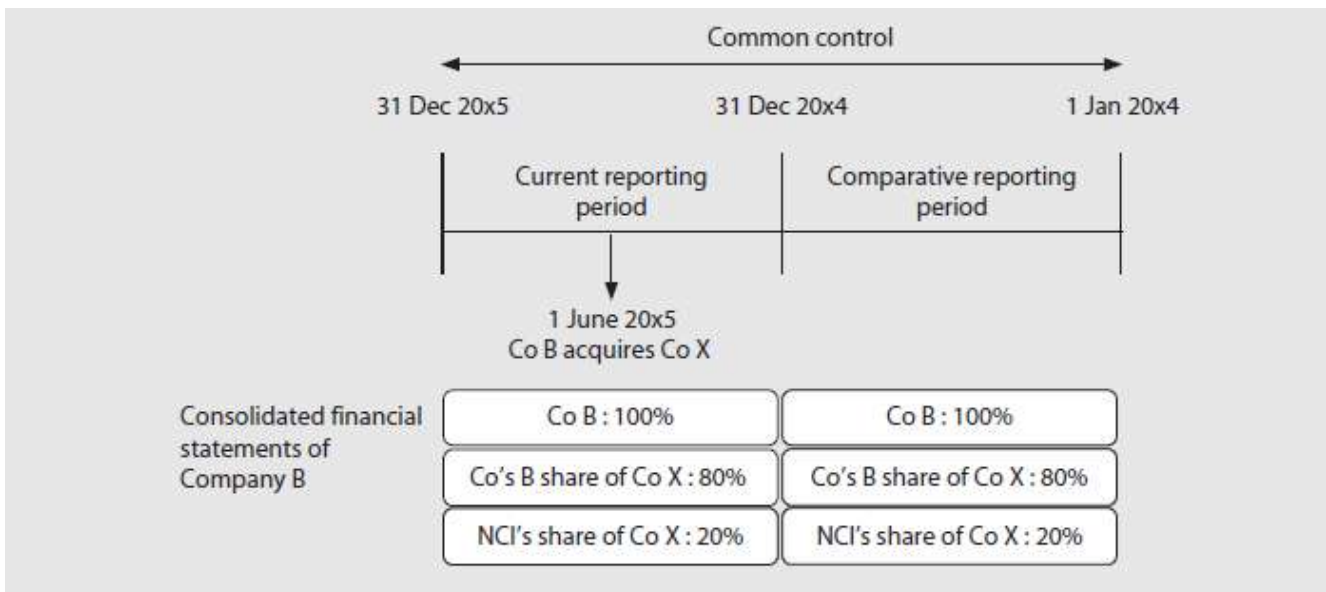 Common control
31 Dec 20x5 31 Dec 20x4 1 Jan 20x4
Current reporting Comparative reporting
period period
1 June 20x5
Co B acquires Co X
Consolidated financial Co B : 100% Co B : 100%
statements of
Company B Co's B share of Co X : 80% Co's B share of Co X : 80%
NCI's share of Co X : 20% NCI's share of Co X : 20%